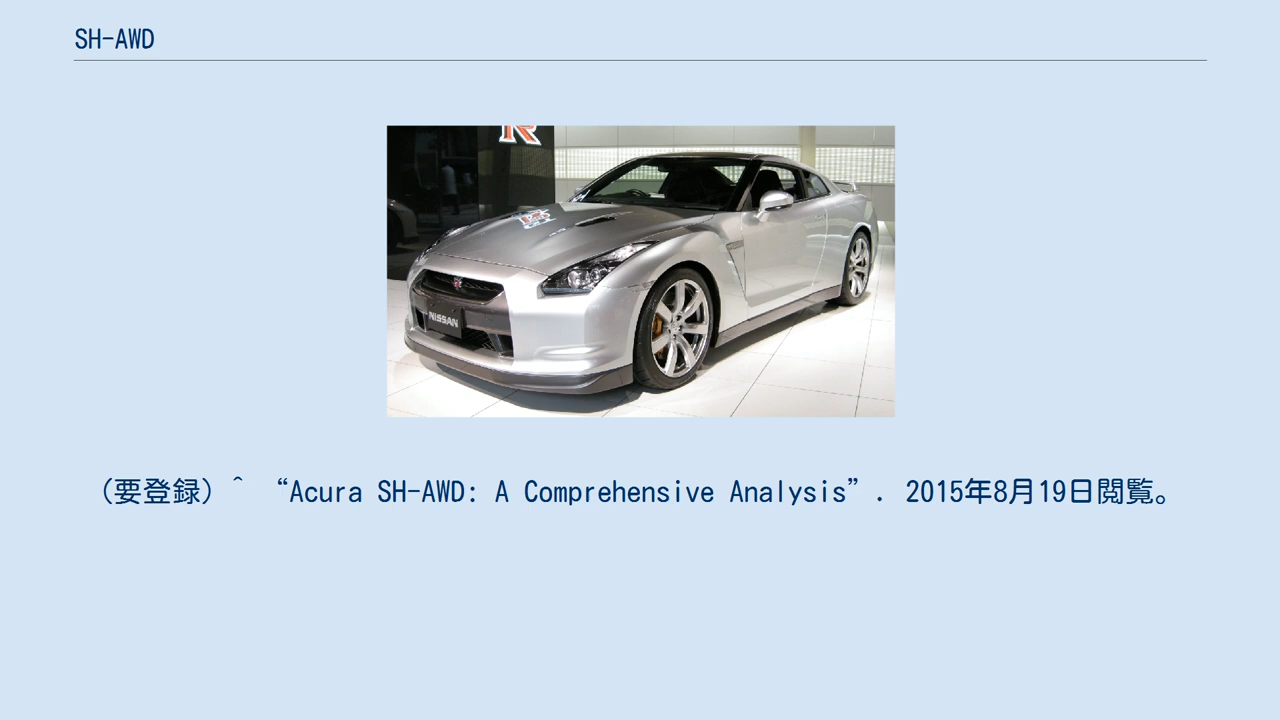 SH-AWD
R
NISSAN
（要登録）^ “Acura SH-AWD: A Comprehensive Analysis”. 2015年8月19日閲覧。